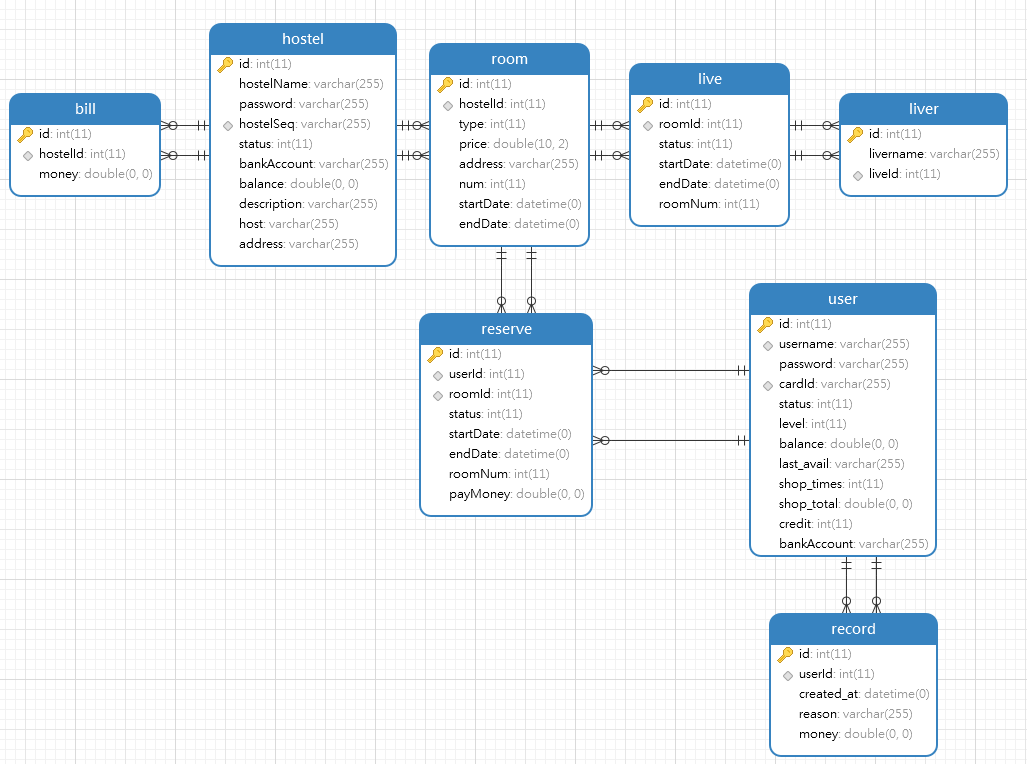 bill
id: int(11)
hostelId: int(11)
money: double(0, 0)
hostel
id: int(11)
hostelName: varchar(255)
password: varchar(255)
hostelSeq: varchar(255)
status: int(11)
bankAccount: varchar(255)
balance: double(0, 0)
description: varchar(255)
host: varchar(255)
address: varchar(255)
room
id: int(11)
hostelId: int(11)
type: int(11)
price: double(10, 2)
address: varchar(255)
num: int(11)
startDate: datetime(0)
endDate: datetime(0)
live
id: int(11)
roomId: int(11)
status: int(11)
startDate: datetime(0)
endDate: datetime(0)
roomNum: int(11)
liver
id: int(11)
livername: varchar(255)
liveId: int(11)
reserve
id: int(11)
userId: int(11)
roomId: int(11)
status: int(11)
startDate: datetime(0)
endDate: datetime(0)
roomNum: int(11)
payMoney: double(0, 0)
user
id: int(11)
username: varchar(255)
password: varchar(255)
cardId: varchar(255)
status: int(11)
level: int(11)
balance: double(0, 0)
last_avail: varchar(255)
shop_times: int(11)
shop_total: double(0, 0)
credit: int(11)
bankAccount: varchar(255)
record
id: int(11)
userId: int(11)
created_at: datetime(0)
reason: varchar(255)
money: double(0, 0)